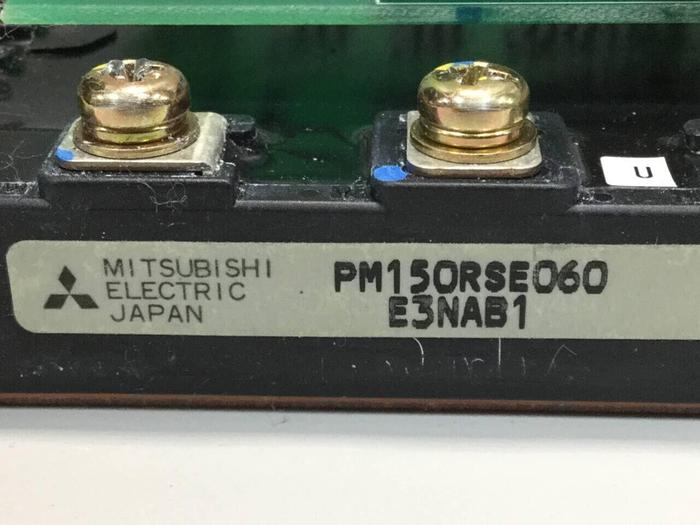 U
MITSUBISHI
ELECTRIC
JAPAN
PM150RSE060
E3NAB1